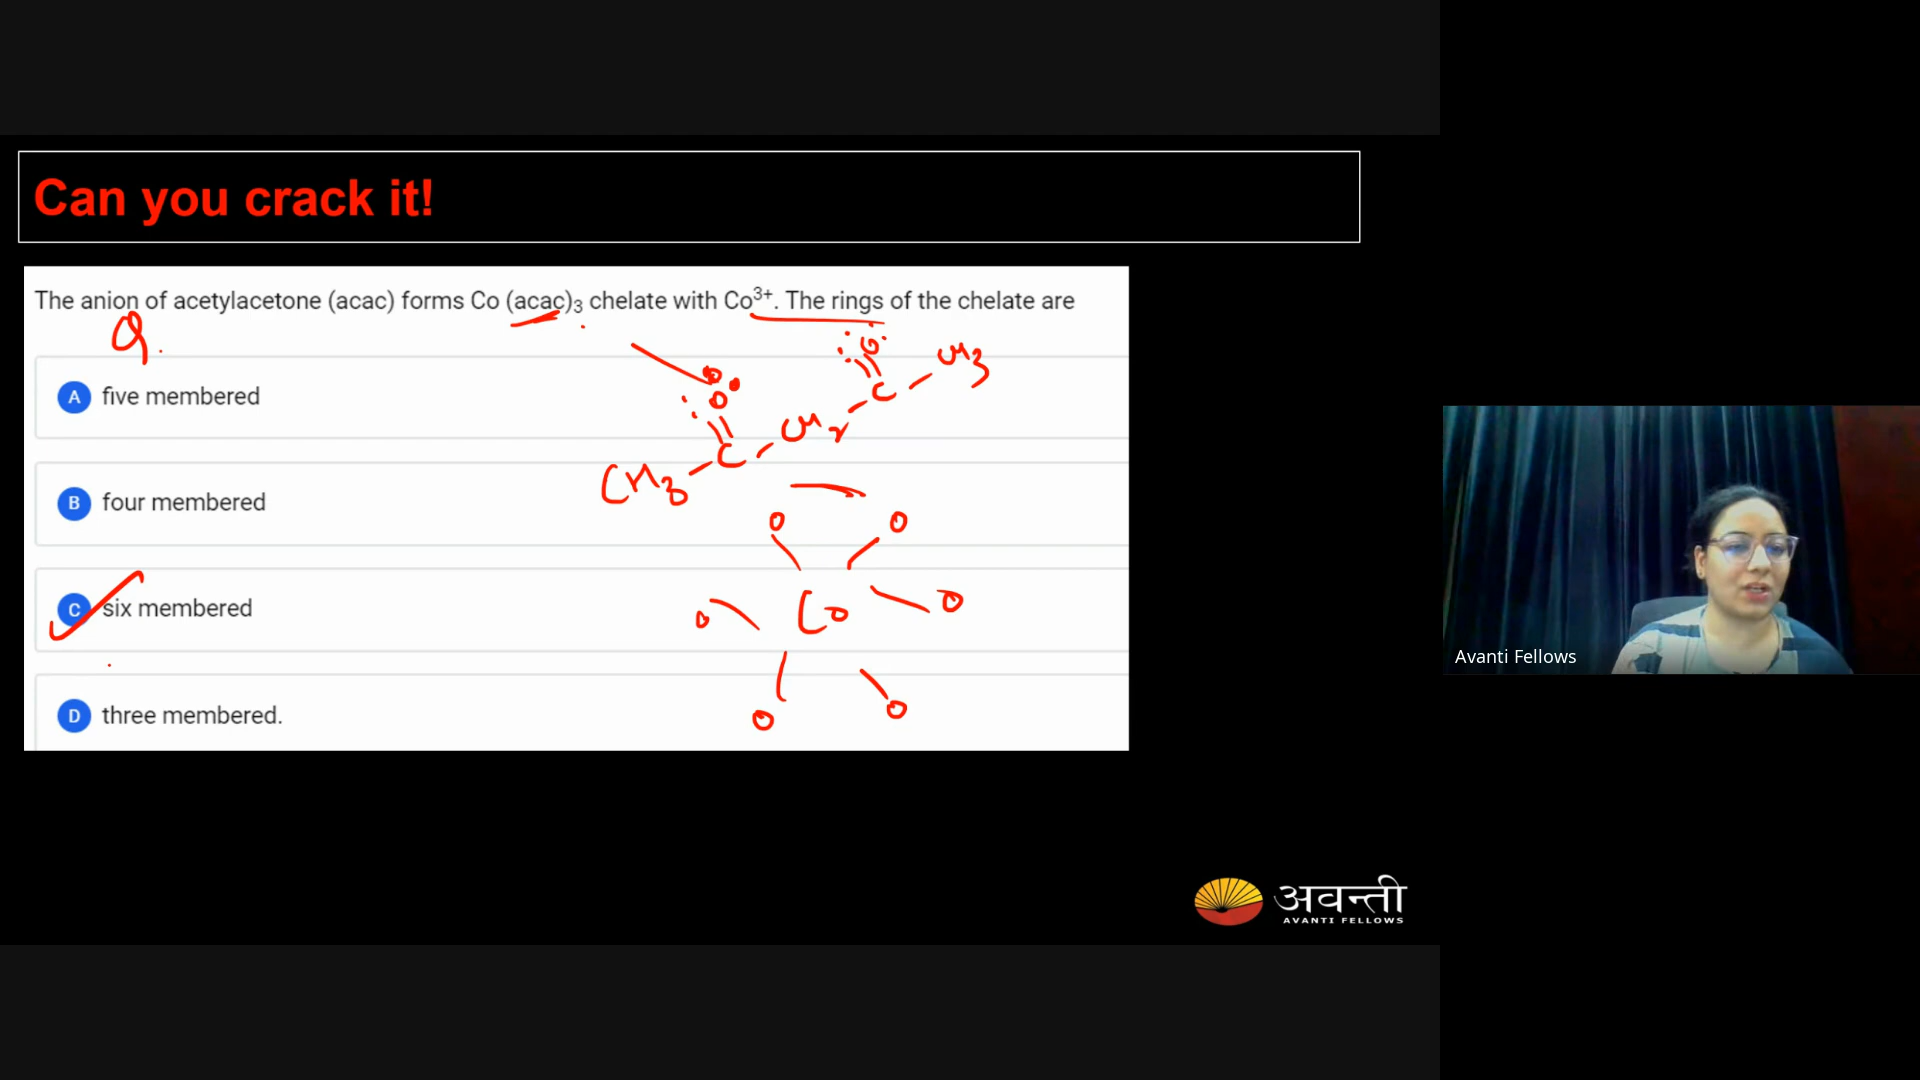 Can you crack it!
The anion of acetylacetone (acac) forms Co (acac)₃ chelate with Co³⁺. The rings of the chelate are
Q.
A five membered
B four membered
C six membered
D three membered.
O
O
CH3 - C - CH2 - C - CH3
O O
O Co O
O O
Avanti Fellows
अवन्ती
AVANTI FELLOWS